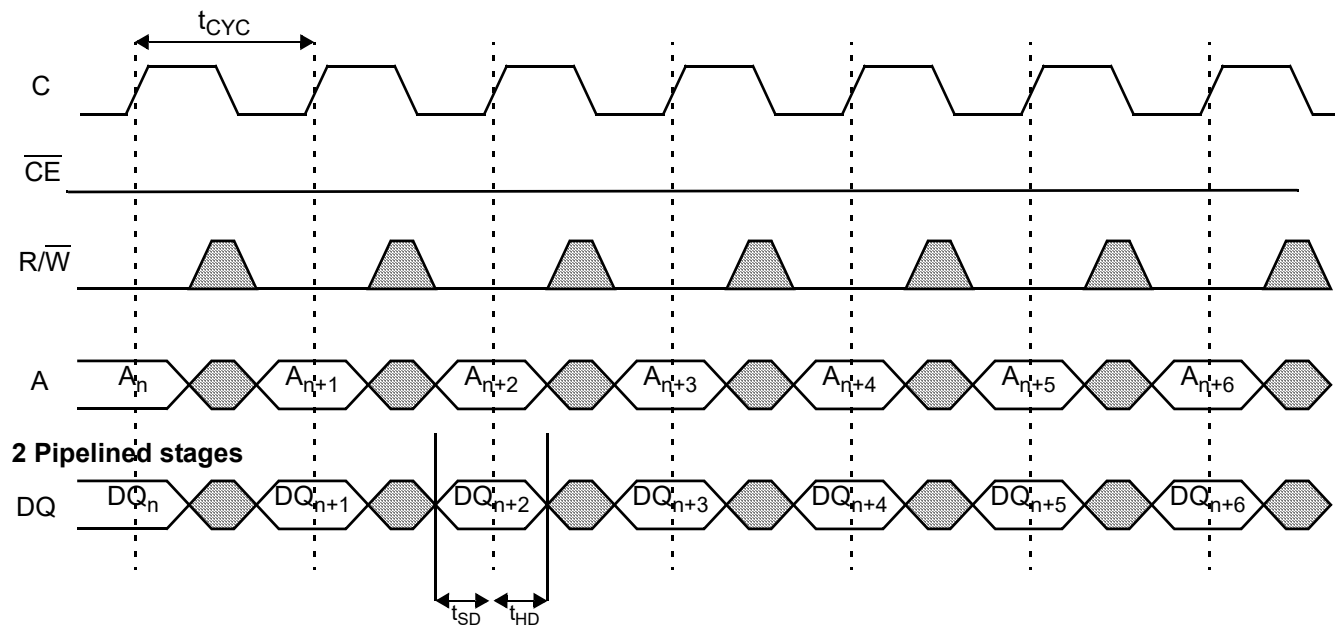 tCYC
C
CE
R/W
A
An An+1 An+2 An+3 An+4 An+5 An+6
2 Pipelined stages
DQ
DQn DQn+1 DQn+2 DQn+3 DQn+4 DQn+5 DQn+6
tSD tHD